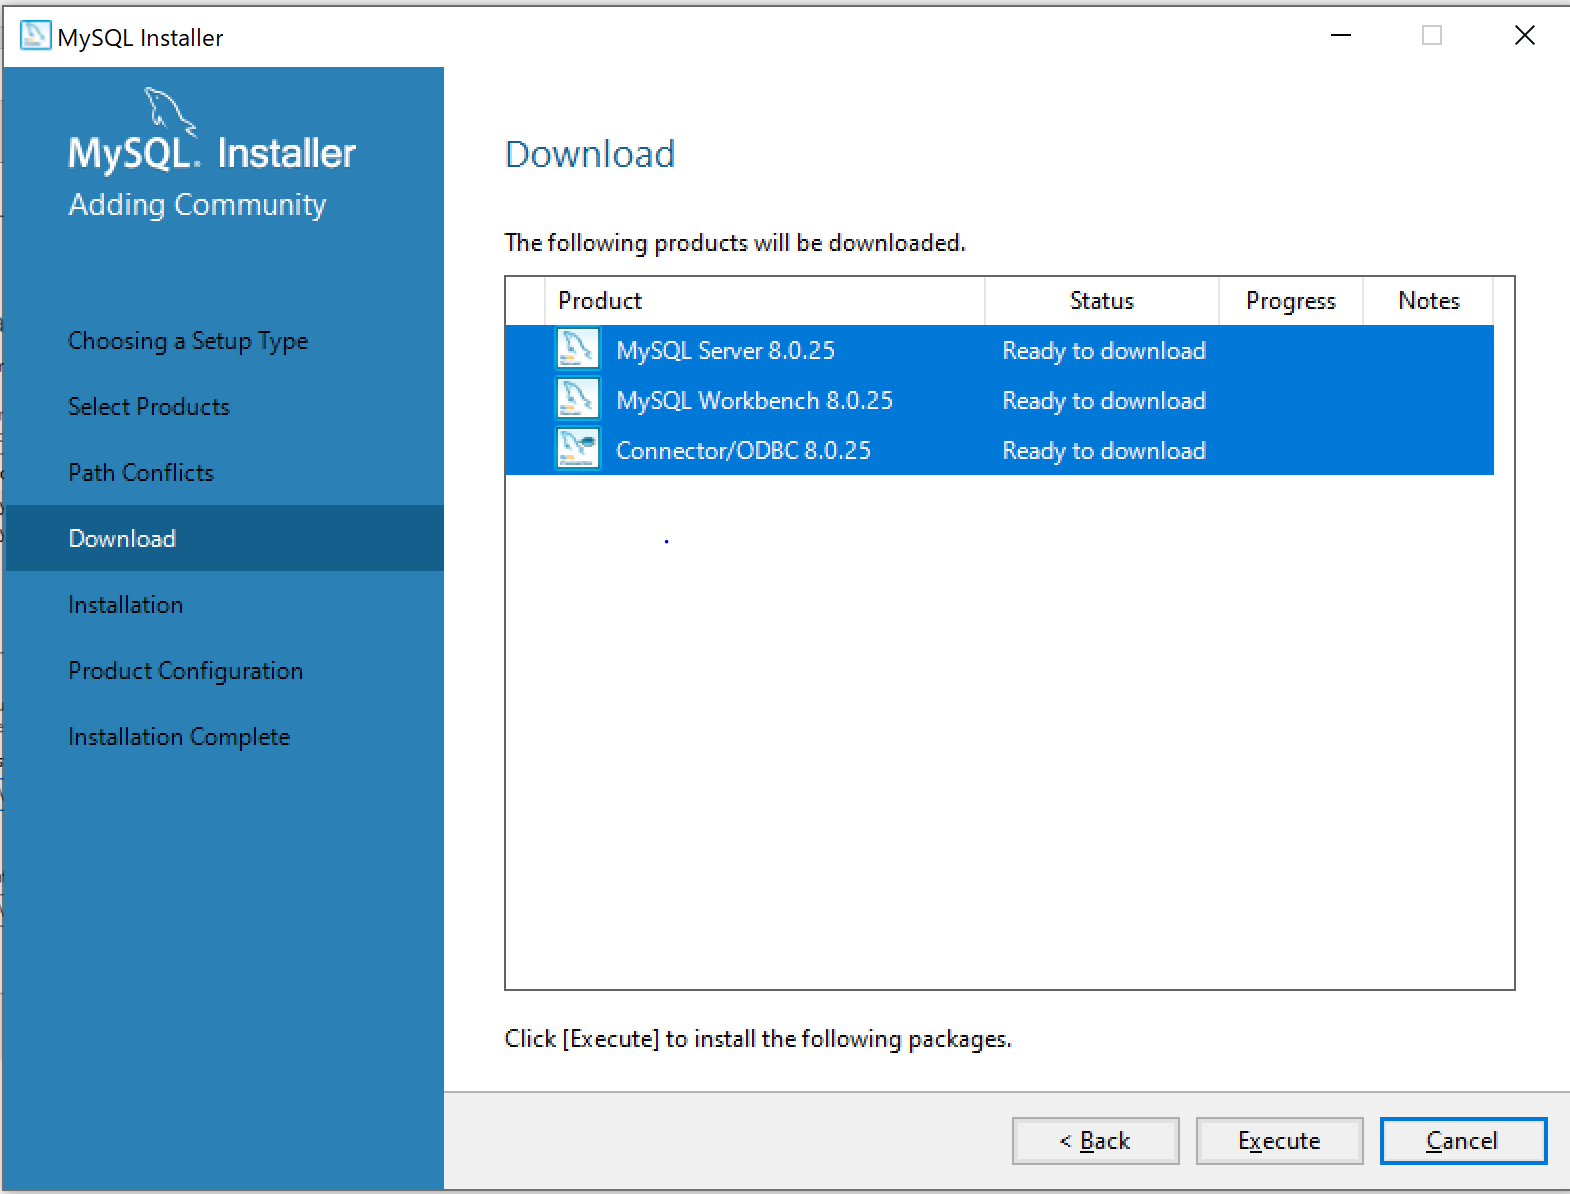 MySQL Installer
MySQL. Installer
Adding Community
Choosing a Setup Type
Select Products
Path Conflicts
Download
Installation
Product Configuration
Installation Complete
Download
The following products will be downloaded.
Product Status Progress Notes
MySQL Server 8.0.25 Ready to download
MySQL Workbench 8.0.25 Ready to download
Connector/ODBC 8.0.25 Ready to download
Click [Execute] to install the following packages.
< Back Execute Cancel